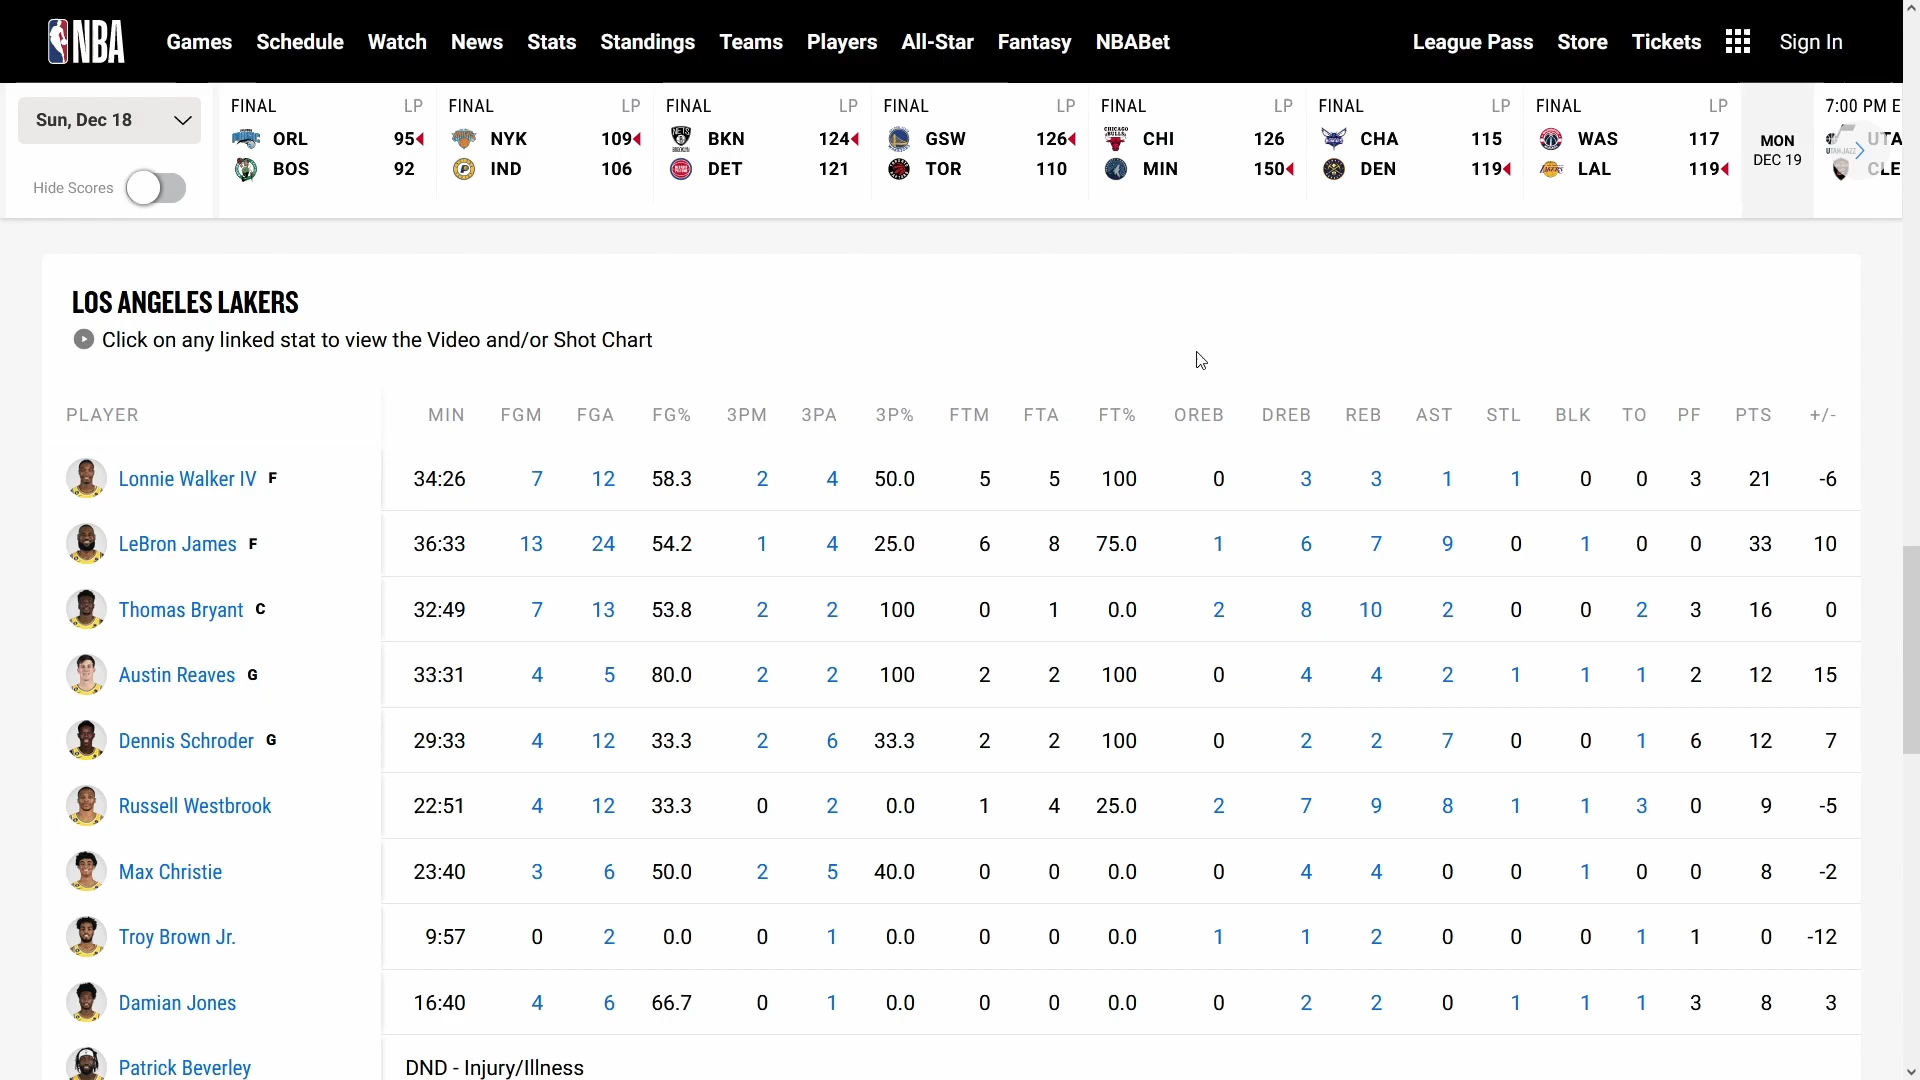 NBA Games Schedule Watch News Stats Standings Teams Players All-Star Fantasy NBABet League Pass Store Tickets Sign In
Sun, Dec 18
Hide Scores
FINAL LP
ORL 95
BOS 92
FINAL LP
NYK 109
IND 106
FINAL LP
BKN 124
DET 121
FINAL LP
GSW 126
TOR 110
FINAL LP
CHI 126
MIN 150
FINAL LP
CHA 115
DEN 119
FINAL LP
WAS 117
LAL 119
MON
DEC 19
7:00 PM E
UTA
CLE
LOS ANGELES LAKERS
Click on any linked stat to view the Video and/or Shot Chart
PLAYER MIN FGM FGA FG% 3PM 3PA 3P% FTM FTA FT% OREB DREB REB AST STL BLK TO PF PTS +/-
Lonnie Walker IV F 34:26 7 12 58.3 2 4 50.0 5 5 100 0 3 3 1 1 0 0 3 21 -6
LeBron James F 36:33 13 24 54.2 1 4 25.0 6 8 75.0 1 6 7 9 0 1 0 0 33 10
Thomas Bryant C 32:49 7 13 53.8 2 2 100 0 1 0.0 2 8 10 2 0 0 2 3 16 0
Austin Reaves G 33:31 4 5 80.0 2 2 100 2 2 100 0 4 4 2 1 1 1 2 12 15
Dennis Schroder G 29:33 4 12 33.3 2 6 33.3 2 2 100 0 2 2 7 0 0 1 6 12 7
Russell Westbrook 22:51 4 12 33.3 0 2 0.0 1 4 25.0 2 7 9 8 1 1 3 0 9 -5
Max Christie 23:40 3 6 50.0 2 5 40.0 0 0 0.0 0 4 4 0 0 1 0 0 8 -2
Troy Brown Jr. 9:57 0 2 0.0 0 1 0.0 0 0 0.0 1 1 2 0 0 0 1 1 0 -12
Damian Jones 16:40 4 6 66.7 0 1 0.0 0 0 0.0 0 2 2 0 1 1 1 3 8 3
Patrick Beverley DND - Injury/Illness